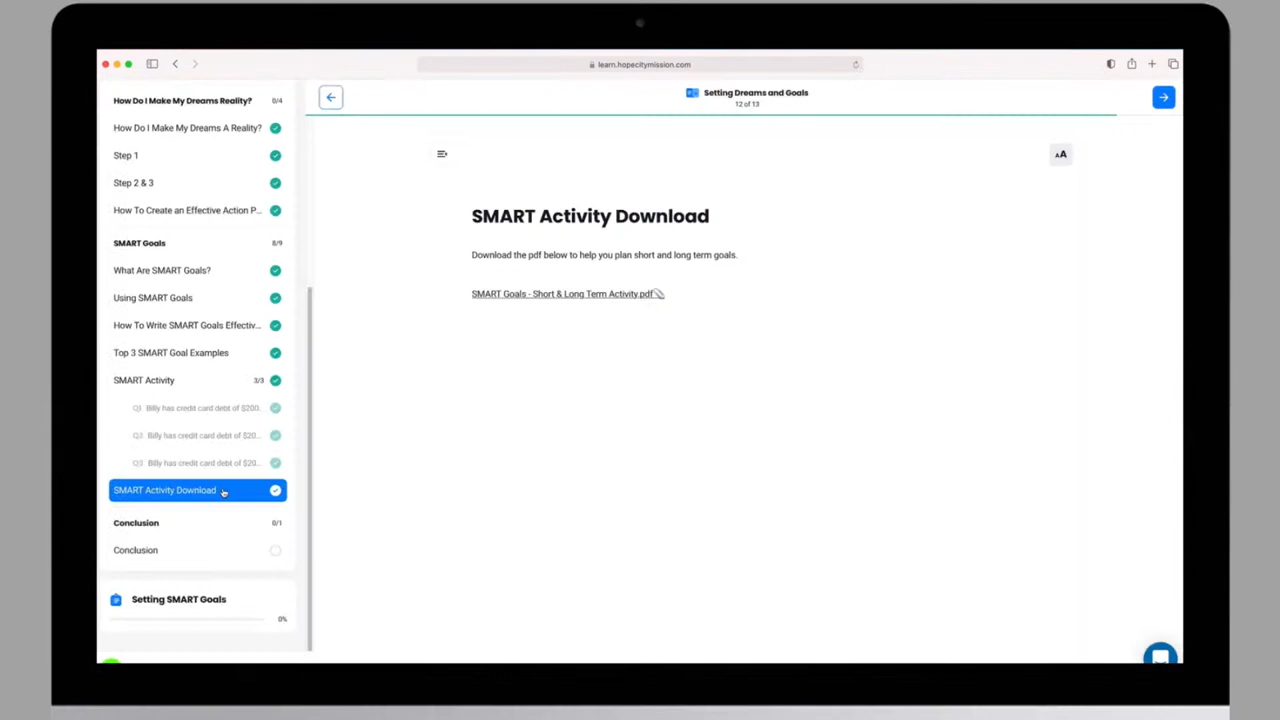 learn.hopecitymission.com
How Do I Make My Dreams Reality? 0/4
How Do I Make My Dreams A Reality?
Step 1
Step 2 & 3
How To Create an Effective Action P...
SMART Goals 8/9
What Are SMART Goals?
Using SMART Goals
How To Write SMART Goals Effectiv...
Top 3 SMART Goal Examples
SMART Activity 3/3
Q1 Billy has credit card debt of $200...
Q2 Billy has credit card debt of $20...
Q3 Billy has credit card debt of $20...
SMART Activity Download
Conclusion 0/1
Conclusion
Setting SMART Goals
0%
Setting Dreams and Goals
12 of 13
AA
SMART Activity Download
Download the pdf below to help you plan short and long term goals.
SMART Goals - Short & Long Term Activity.pdf